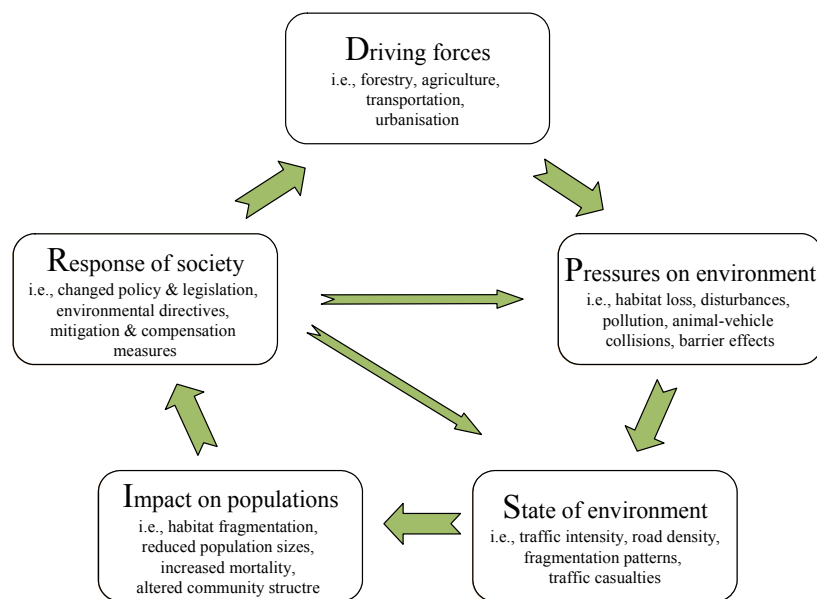 Driving forces
i.e., forestry, agriculture,
transportation,
urbanisation
Response of society
i.e., changed policy & legislation,
environmental directives,
mitigation & compensation
measures
Pressures on environment
i.e., habitat loss, disturbances,
pollution, animal-vehicle
collisions, barrier effects
Impact on populations
i.e., habitat fragmentation,
reduced population sizes,
increased mortality,
altered community structre
State of environment
i.e., traffic intensity, road density,
fragmentation patterns,
traffic casualties